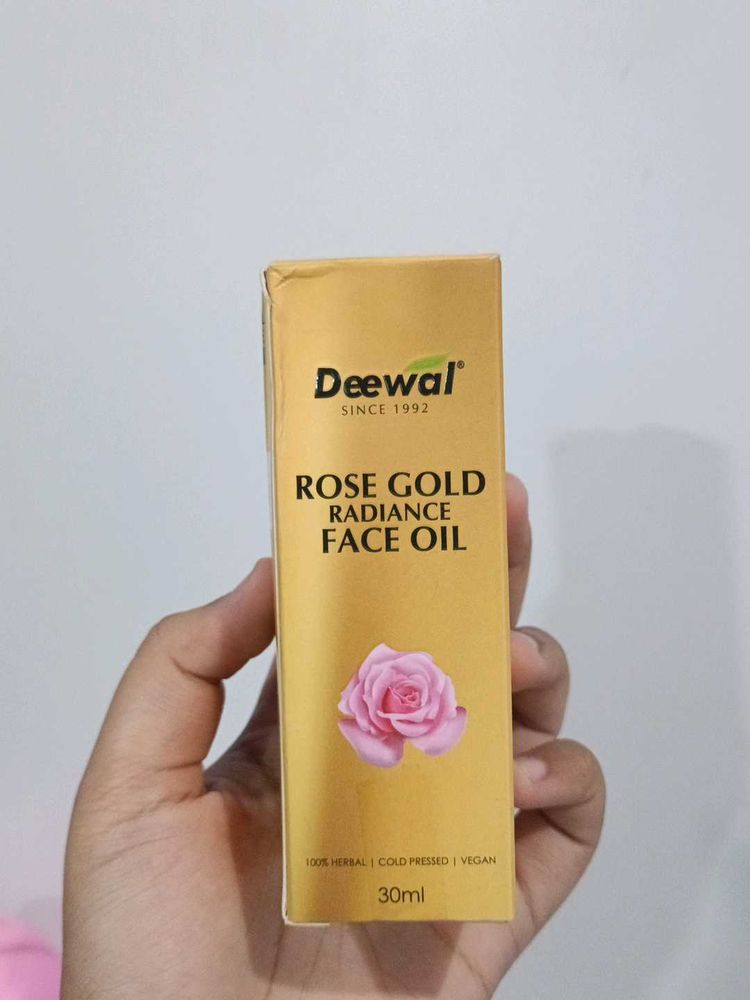 Deewal®
SINCE 1992
ROSE GOLD
RADIANCE
FACE OIL
100% HERBAL | COLD PRESSED | VEGAN
30ml